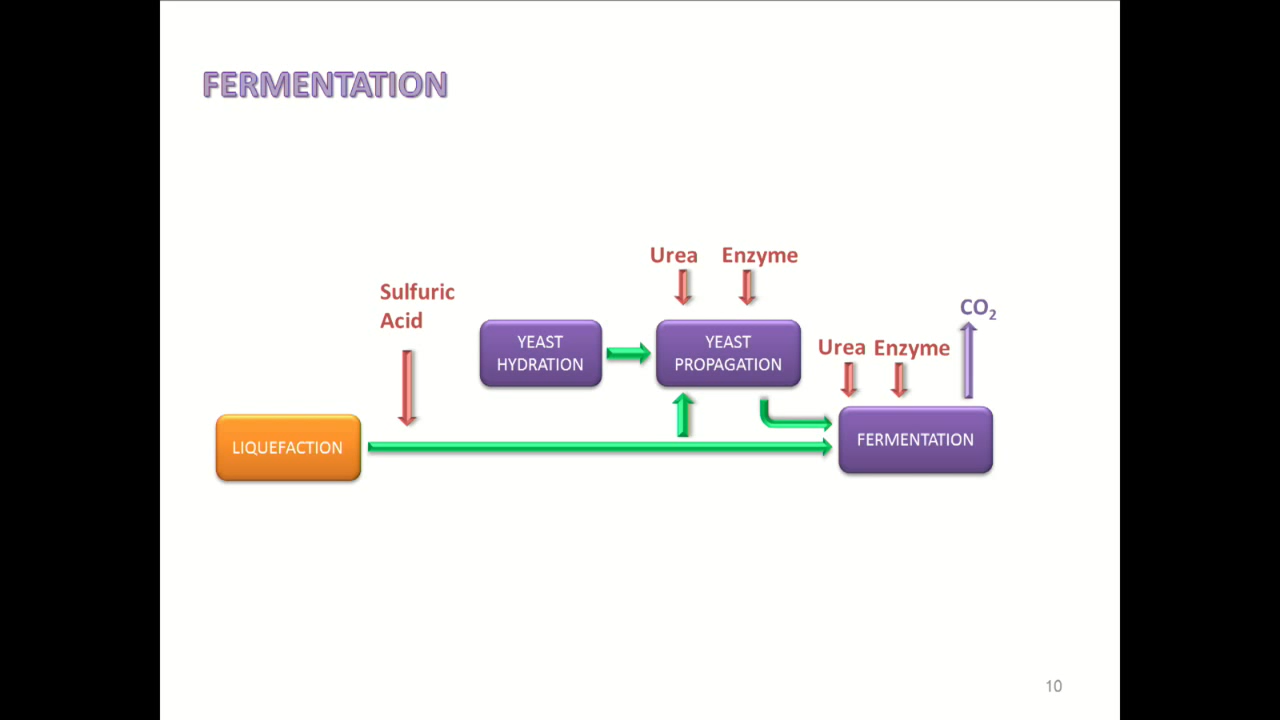 FERMENTATION
Urea Enzyme
Sulfuric
Acid
CO₂
YEAST
HYDRATION
YEAST
PROPAGATION
Urea Enzyme
FERMENTATION
LIQUEFACTION
10